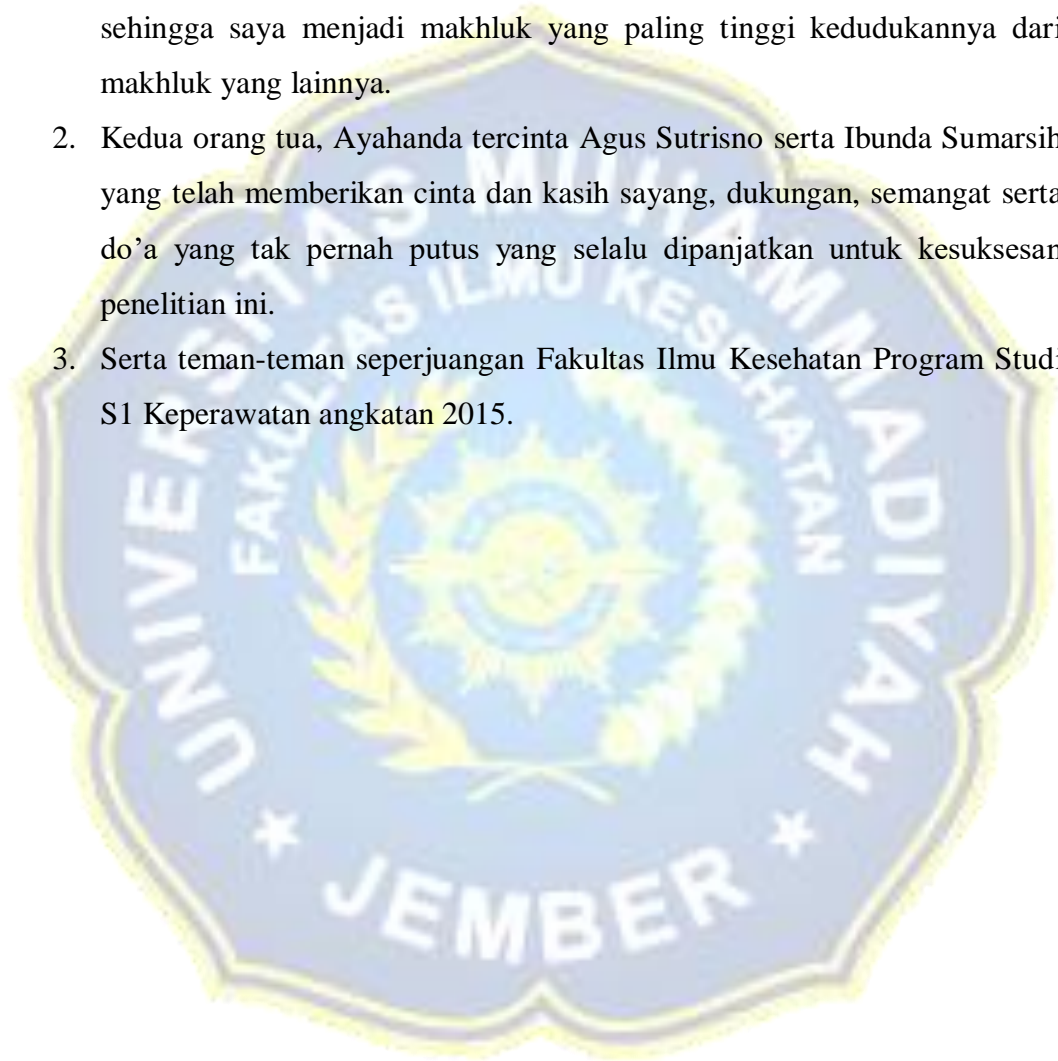 sehingga saya menjadi makhluk yang paling tinggi kedudukannya dari
makhluk yang lainnya.
2. Kedua orang tua, Ayahanda tercinta Agus Sutrisno serta Ibunda Sumarsih
yang telah memberikan cinta dan kasih sayang, dukungan, semangat serta
do’a yang tak pernah putus yang selalu dipanjatkan untuk kesuksesan
penelitian ini.
3. Serta teman-teman seperjuangan Fakultas Ilmu Kesehatan Program Studi
S1 Keperawatan angkatan 2015.
UNIVERSITAS MUHAMMADIYAH
FAKULTAS ILMU KESEHATAN
JEMBER